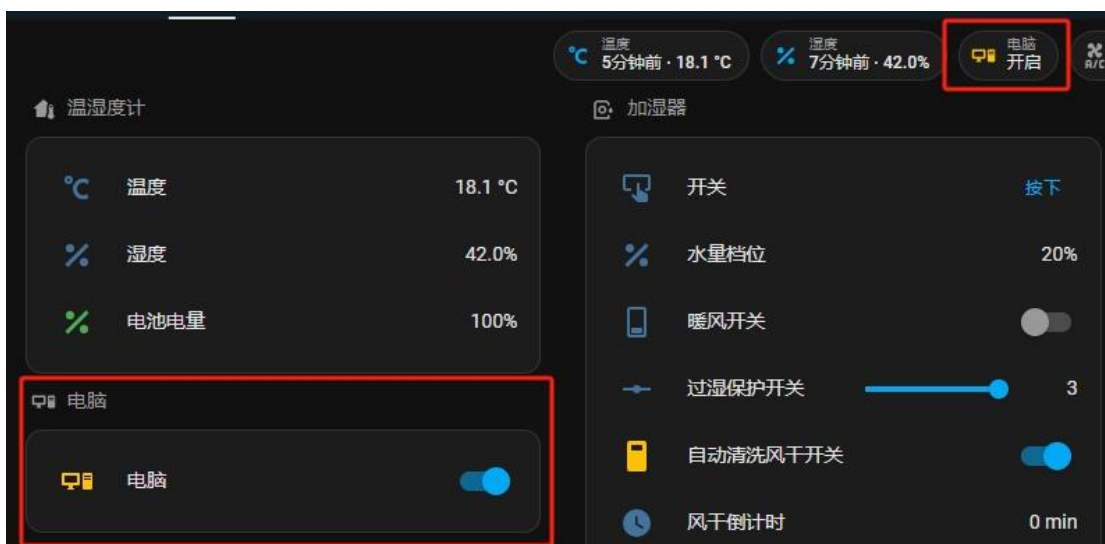 温度
5分钟前 · 18.1 °C
湿度
7分钟前 · 42.0%
电脑
开启
A/C
温湿度计
温度 18.1 °C
湿度 42.0%
电池电量 100%
电脑
电脑
加湿器
开关 按下
水量档位 20%
暖风开关
过湿保护开关 3
自动清洗风干开关
风干倒计时 0 min